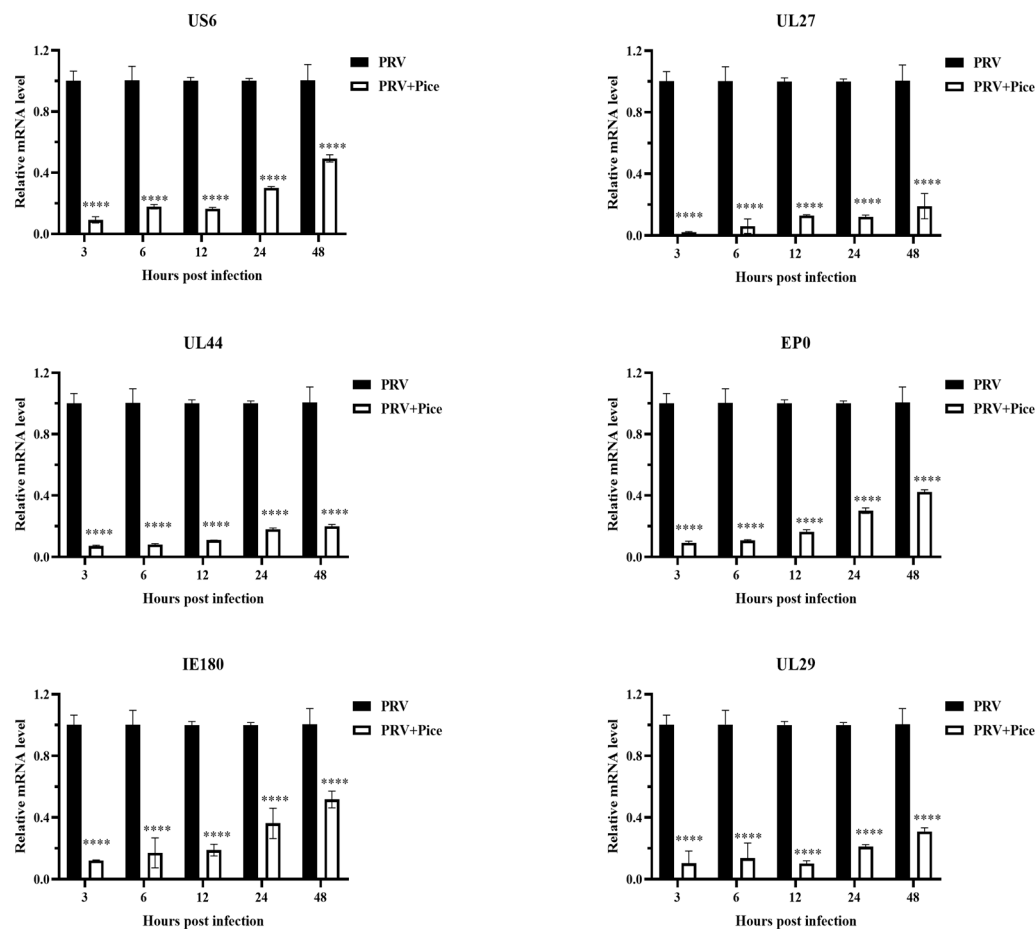 US6
1.2
0.8
0.4
0.0
Relative mRNA level
**** **** **** **** ****
3 6 12 24 48
Hours post infection
PRV
PRV+Pice
UL27
1.2
0.8
0.4
0.0
Relative mRNA level
**** **** **** **** ****
3 6 12 24 48
Hours post infection
PRV
PRV+Pice
UL44
1.2
0.8
0.4
0.0
Relative mRNA level
**** **** **** **** ****
3 6 12 24 48
Hours post infection
PRV
PRV+Pice
EP0
1.2
0.8
0.4
0.0
Relative mRNA level
**** **** **** **** ****
3 6 12 24 48
Hours post infection
PRV
PRV+Pice
IE180
1.2
0.8
0.4
0.0
Relative mRNA level
**** **** **** **** ****
3 6 12 24 48
Hours post infection
PRV
PRV+Pice
UL29
1.2
0.8
0.4
0.0
Relative mRNA level
**** **** **** **** ****
3 6 12 24 48
Hours post infection
PRV
PRV+Pice